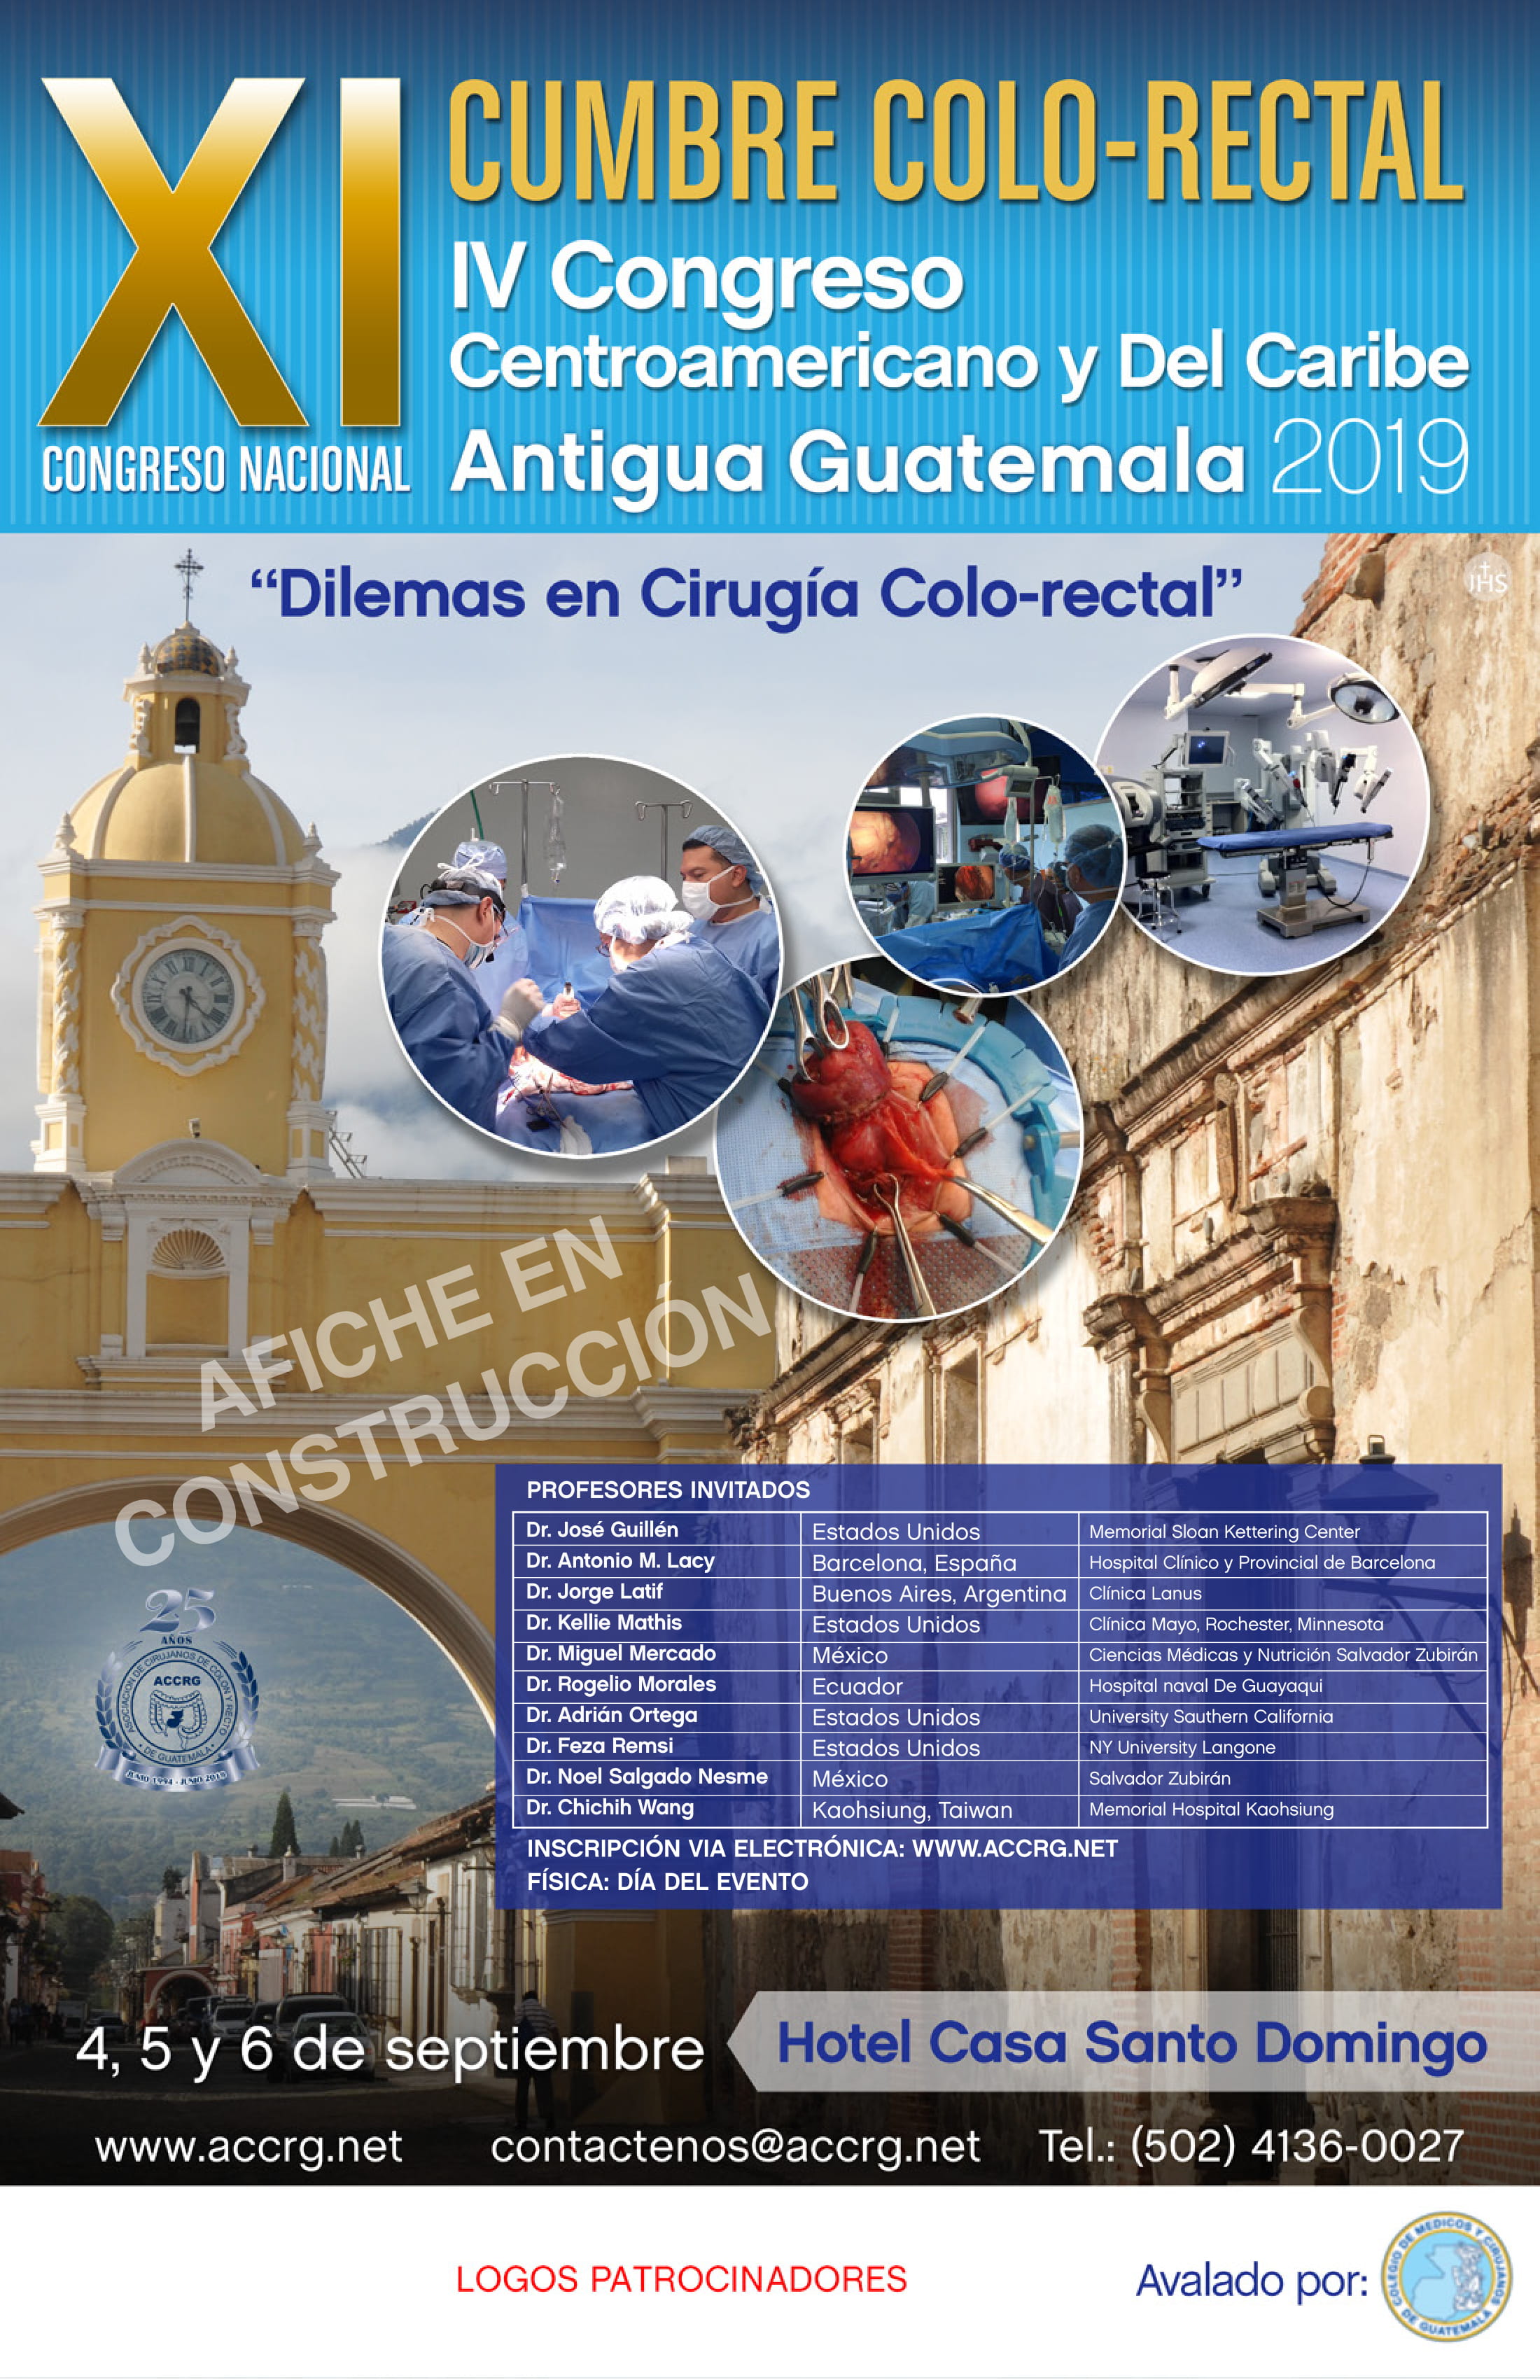 XI
CONGRESO NACIONAL
CUMBRE COLO-RECTAL
IV Congreso
Centroamericano y Del Caribe
Antigua Guatemala 2019
“Dilemas en Cirugía Colo-rectal”
IHS
AFICHE EN
CONSTRUCCIÓN
25
AÑOS
ASOCIACION DE CIRUJANOS DE COLON Y RECTO
ACCRG
DE GUATEMALA
JUNIO 1994 - JUNIO 2019
PROFESORES INVITADOS
Dr. José Guillén Estados Unidos Memorial Sloan Kettering Center
Dr. Antonio M. Lacy Barcelona, España Hospital Clínico y Provincial de Barcelona
Dr. Jorge Latif Buenos Aires, Argentina Clínica Lanus
Dr. Kellie Mathis Estados Unidos Clínica Mayo, Rochester, Minnesota
Dr. Miguel Mercado México Ciencias Médicas y Nutrición Salvador Zubirán
Dr. Rogelio Morales Ecuador Hospital naval De Guayaqui
Dr. Adrián Ortega Estados Unidos University Sauthern California
Dr. Feza Remsi Estados Unidos NY University Langone
Dr. Noel Salgado Nesme México Salvador Zubirán
Dr. Chichih Wang Kaohsiung, Taiwan Memorial Hospital Kaohsiung
INSCRIPCIÓN VIA ELECTRÓNICA: WWW.ACCRG.NET
FÍSICA: DÍA DEL EVENTO
4, 5 y 6 de septiembre
Hotel Casa Santo Domingo
www.accrg.net contactenos@accrg.net Tel.: (502) 4136-0027
LOGOS PATROCINADORES
Avalado por:
COLEGIO DE MEDICOS Y CIRUJANOS
DE GUATEMALA